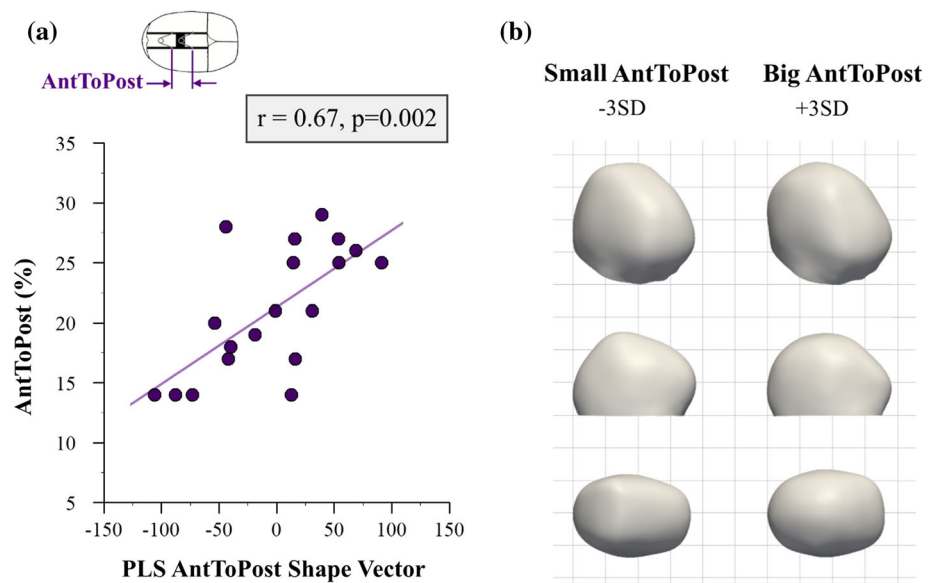 (a)
AntToPost
r = 0.67, p=0.002
35
30
25
20
15
10
5
AntToPost (%)
-150 -100 -50 0 50 100 150
PLS AntToPost Shape Vector
(b)
Small AntToPost Big AntToPost
-3SD +3SD